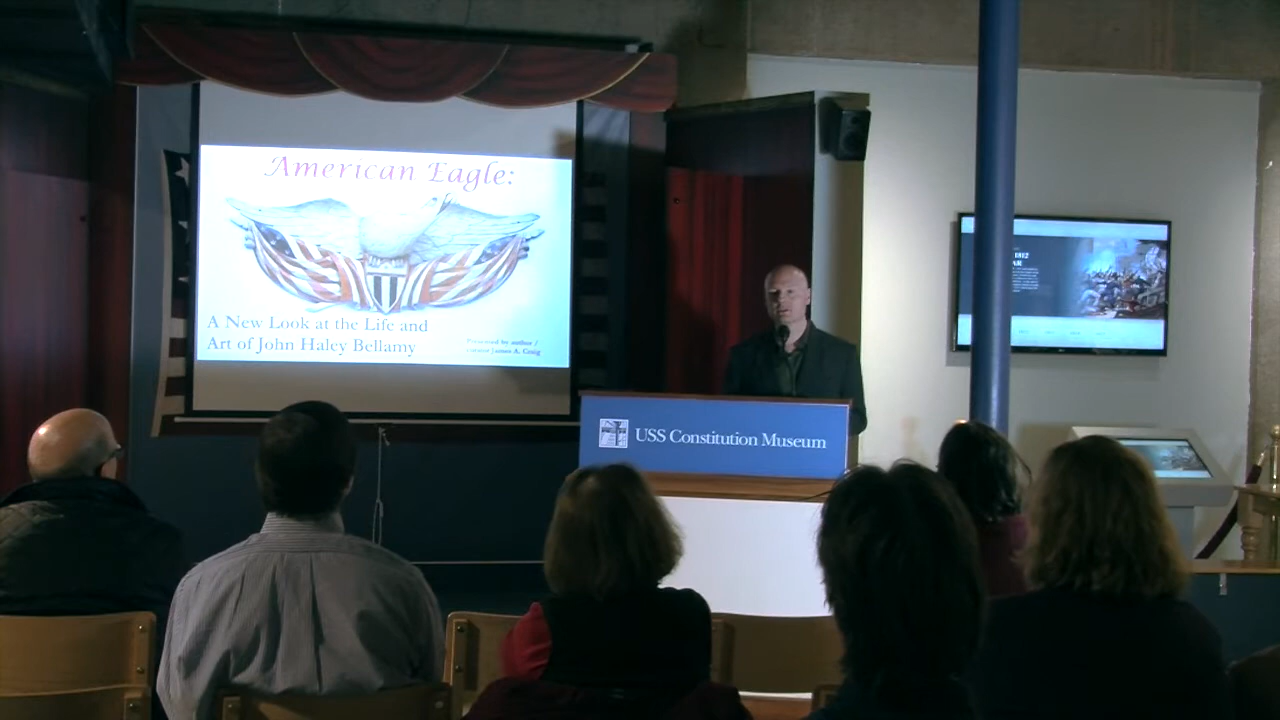 American Eagle:
A New Look at the Life and
Art of John Haley Bellamy
Presented by author /
curator James A. Craig
USS Constitution Museum
1812